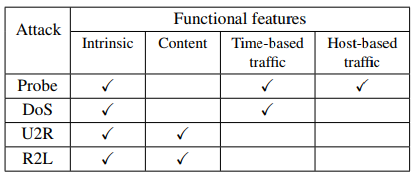 Attack Functional features
Intrinsic Content Time-based traffic Host-based traffic
Probe ✓ ✓ ✓
DoS ✓ ✓
U2R ✓ ✓
R2L ✓ ✓